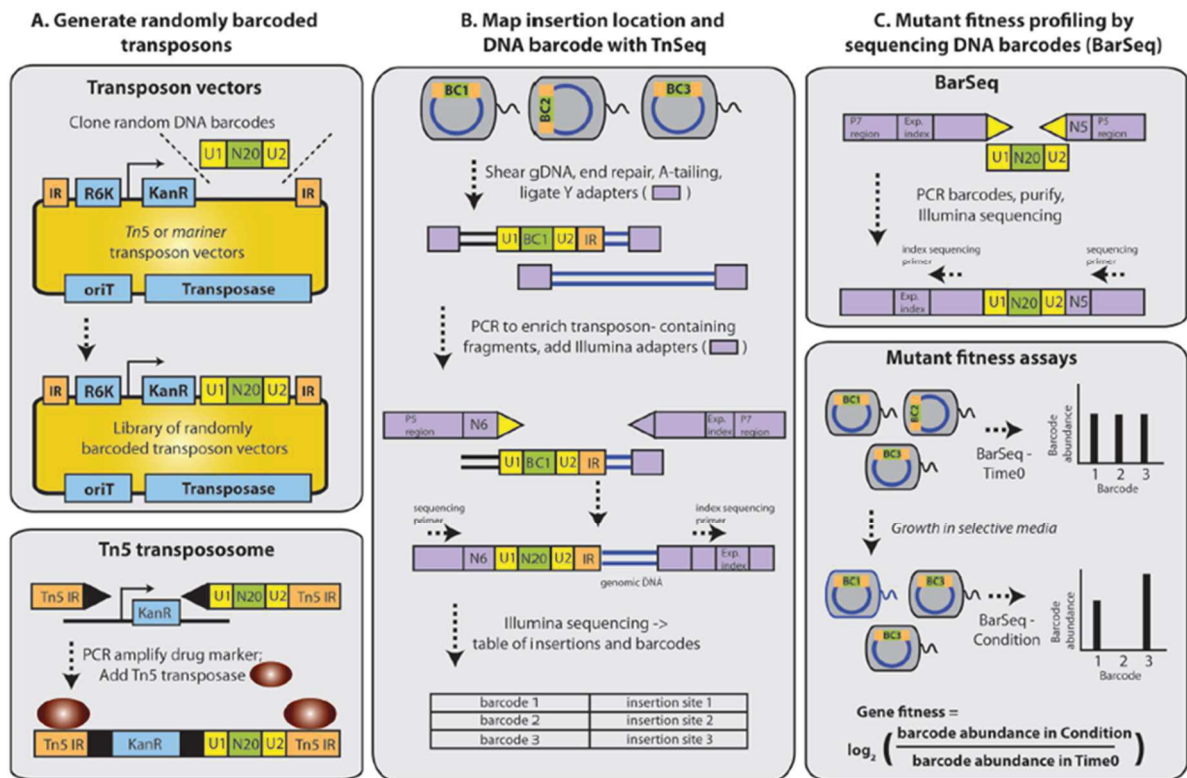 A. Generate randomly barcoded
transposons
Transposon vectors
Clone random DNA barcodes
U1 N20 U2
IR R6K KanR IR
Tn5 or mariner
transposon vectors
oriT Transposase
IR R6K KanR U1 N20 U2 IR
Library of randomly
barcoded transposon vectors
oriT Transposase
Tn5 transpososome
Tn5 IR KanR U1 N20 U2 Tn5 IR
PCR amplify drug marker;
Add Tn5 transposase
Tn5 IR KanR U1 N20 U2 Tn5 IR
B. Map insertion location and
DNA barcode with TnSeq
BC1 BC2 BC3
Shear gDNA, end repair, A-tailing,
ligate Y adapters ( )
U1 BC1 U2 IR
PCR to enrich transposon- containing
fragments, add Illumina adapters ( )
P5 region N6 Exp. index P7 region
U1 BC1 U2 IR
sequencing primer
index sequencing primer
N6 U1 N20 U2 IR Exp. index
genomic DNA
Illumina sequencing ->
table of insertions and barcodes
barcode 1 insertion site 1
barcode 2 insertion site 2
barcode 3 insertion site 3
C. Mutant fitness profiling by
sequencing DNA barcodes (BarSeq)
BarSeq
P7 region Exp. index N5 P5 region
U1 N20 U2
PCR barcodes, purify,
Illumina sequencing
index sequencing primer
sequencing primer
Exp. index U1 N20 U2 N5
Mutant fitness assays
BC1 BC2
BC3
BarSeq -
Time0
Barcode abundance
1 2 3
Barcode
Growth in selective media
BC1 BC3
BC3
BarSeq -
Condition
Barcode abundance
1 2 3
Barcode
Gene fitness =
log2 ( barcode abundance in Condition
barcode abundance in Time0 )